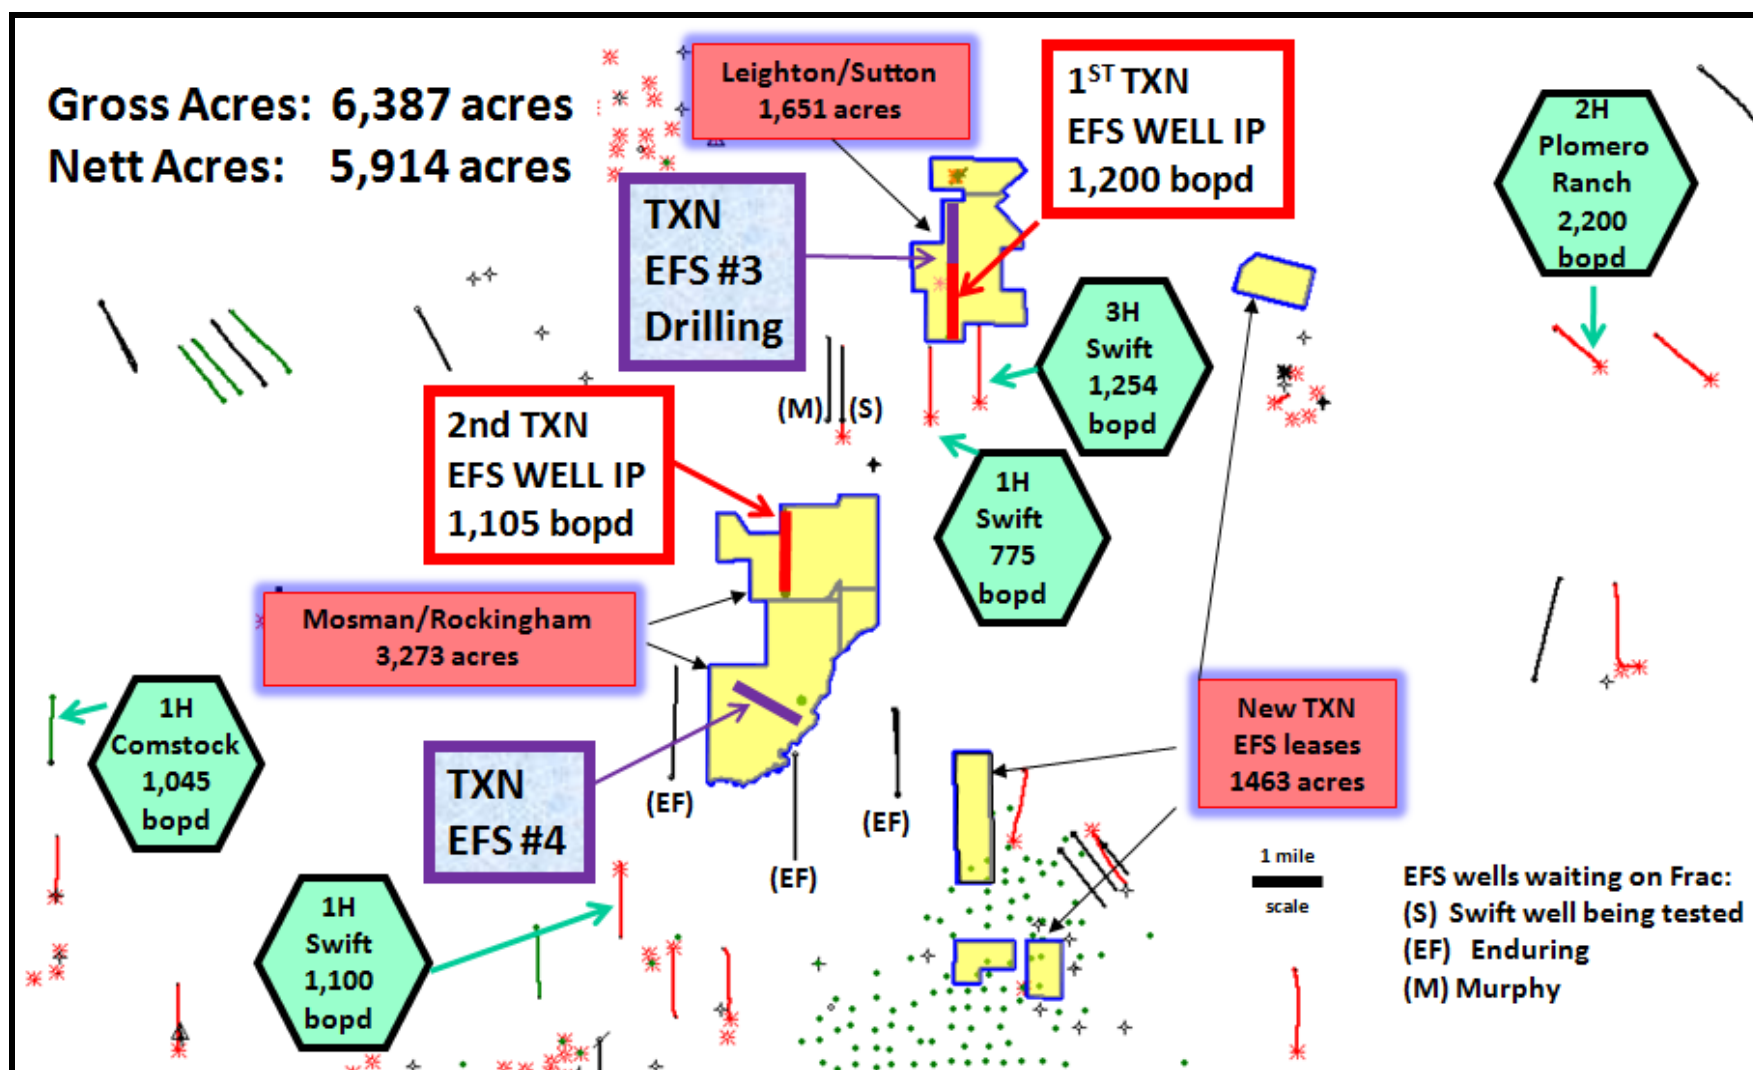 Gross Acres: 6,387 acres
Nett Acres: 5,914 acres
Leighton/Sutton
1,651 acres
1ST TXN
EFS WELL IP
1,200 bopd
2H
Plomero
Ranch
2,200
bopd
TXN
EFS #3
Drilling
3H
Swift
1,254
bopd
(M)
(S)
2nd TXN
EFS WELL IP
1,105 bopd
1H
Swift
775
bopd
Mosman/Rockingham
3,273 acres
1H
Comstock
1,045
bopd
TXN
EFS #4
(EF)
(EF)
(EF)
New TXN
EFS leases
1463 acres
1H
Swift
1,100
bopd
1 mile
scale
EFS wells waiting on Frac:
(S) Swift well being tested
(EF) Enduring
(M) Murphy